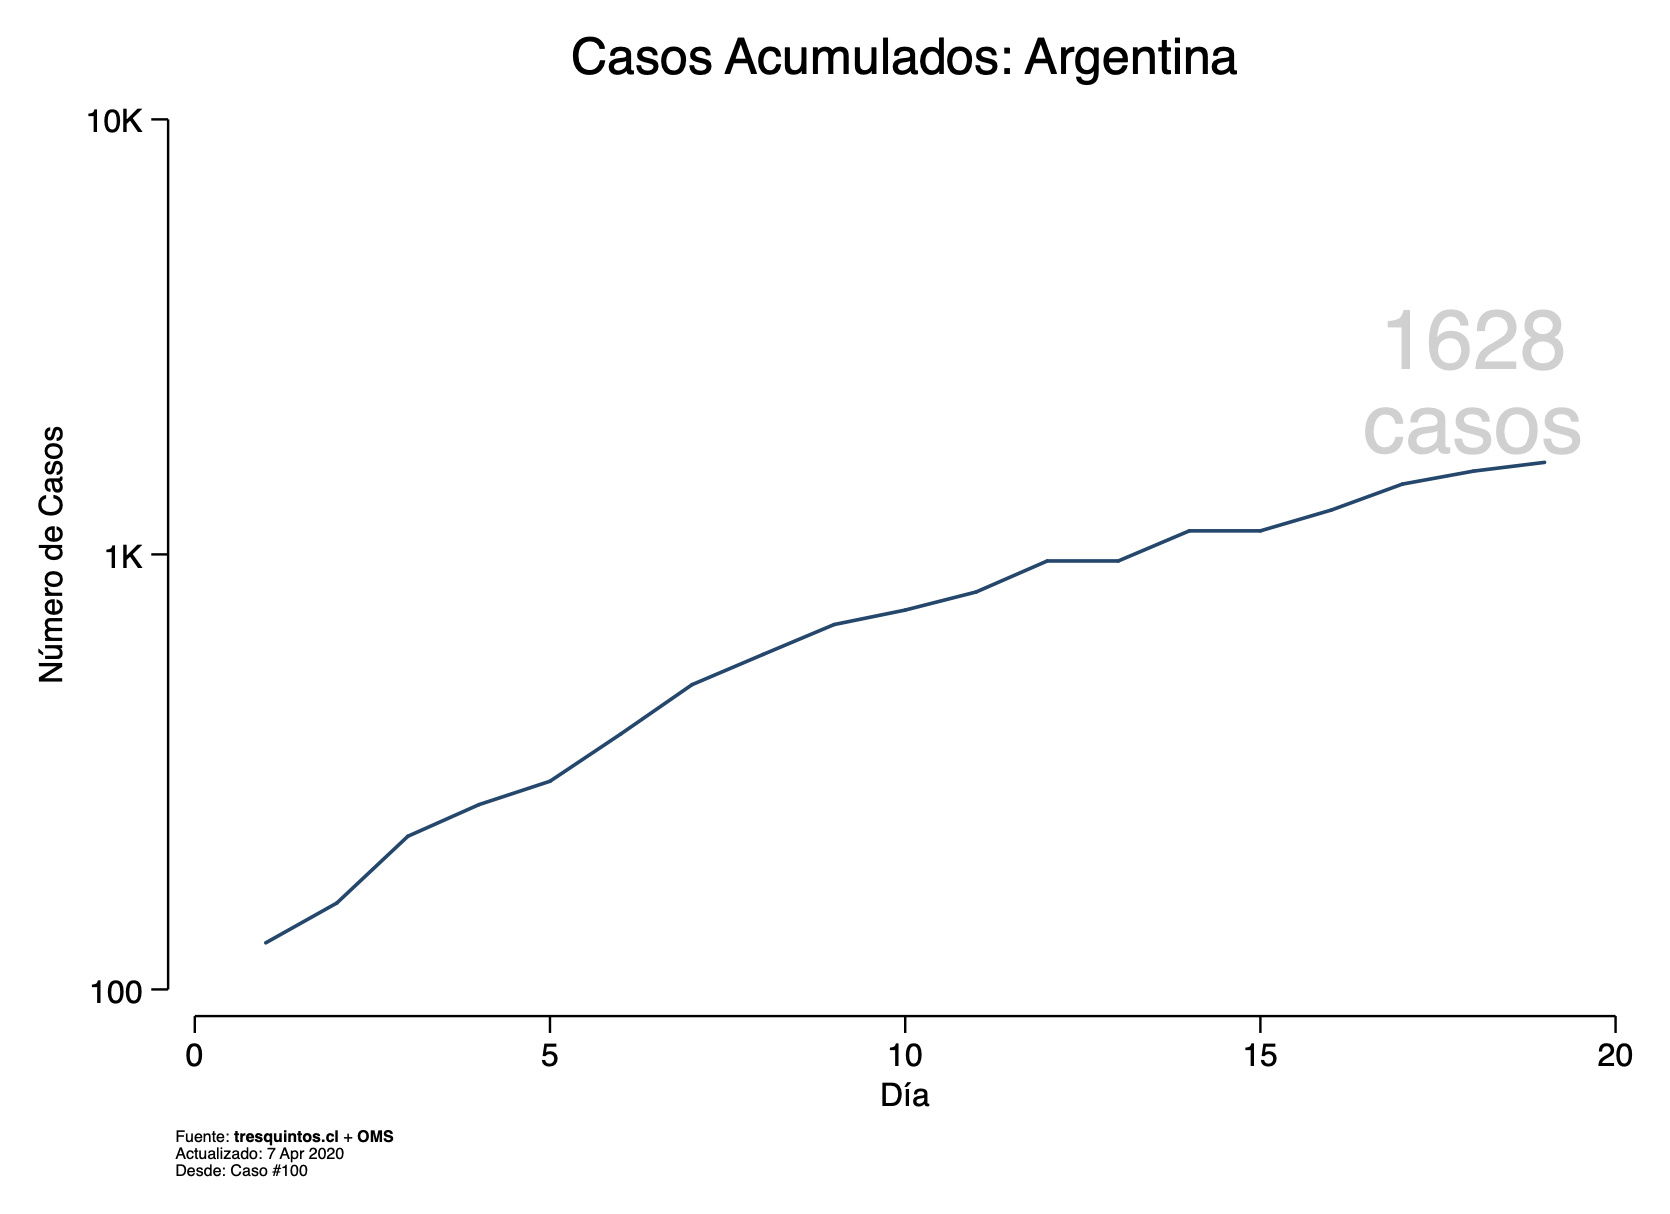 Casos Acumulados: Argentina
10K
1K
100
Número de Casos
1628
casos
0
5
10
15
20
Día
Fuente: tresquintos.cl + OMS
Actualizado: 7 Apr 2020
Desde: Caso #100